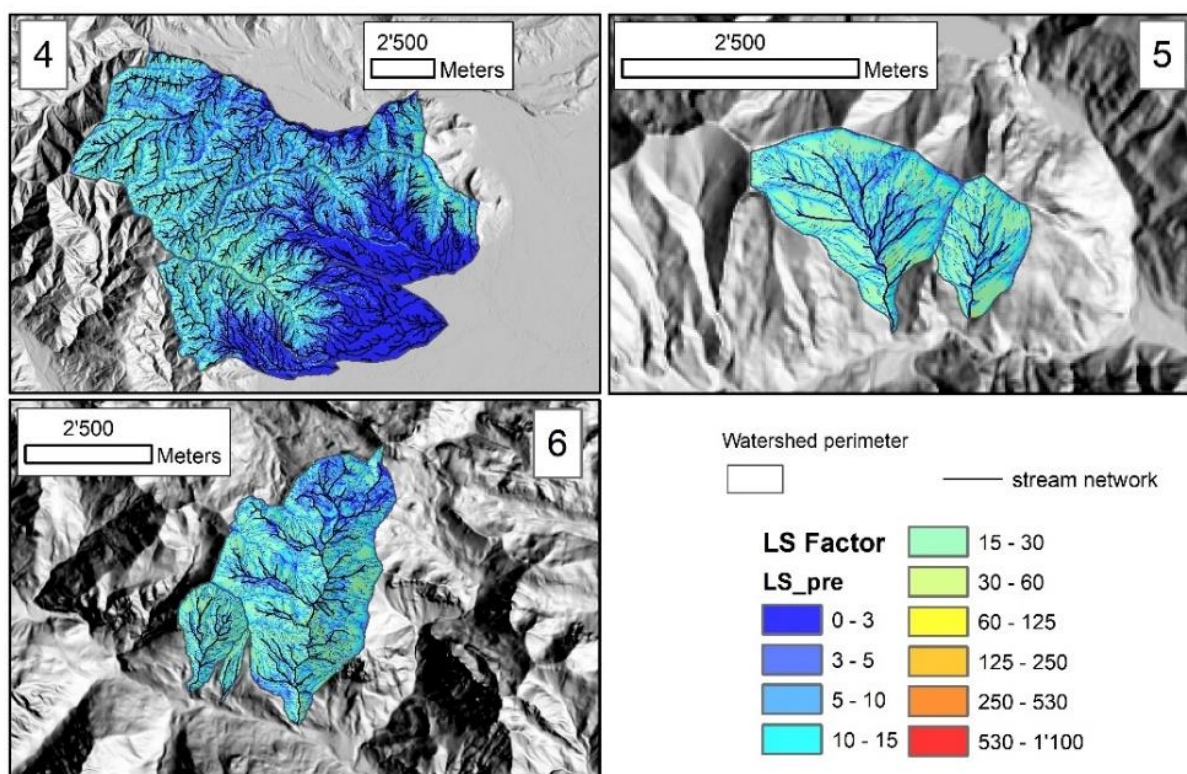 4
2'500
Meters
2'500
Meters
5
2'500
Meters
6
Watershed perimeter
stream network
LS Factor
LS_pre
0 - 3
3 - 5
5 - 10
10 - 15
15 - 30
30 - 60
60 - 125
125 - 250
250 - 530
530 - 1'100